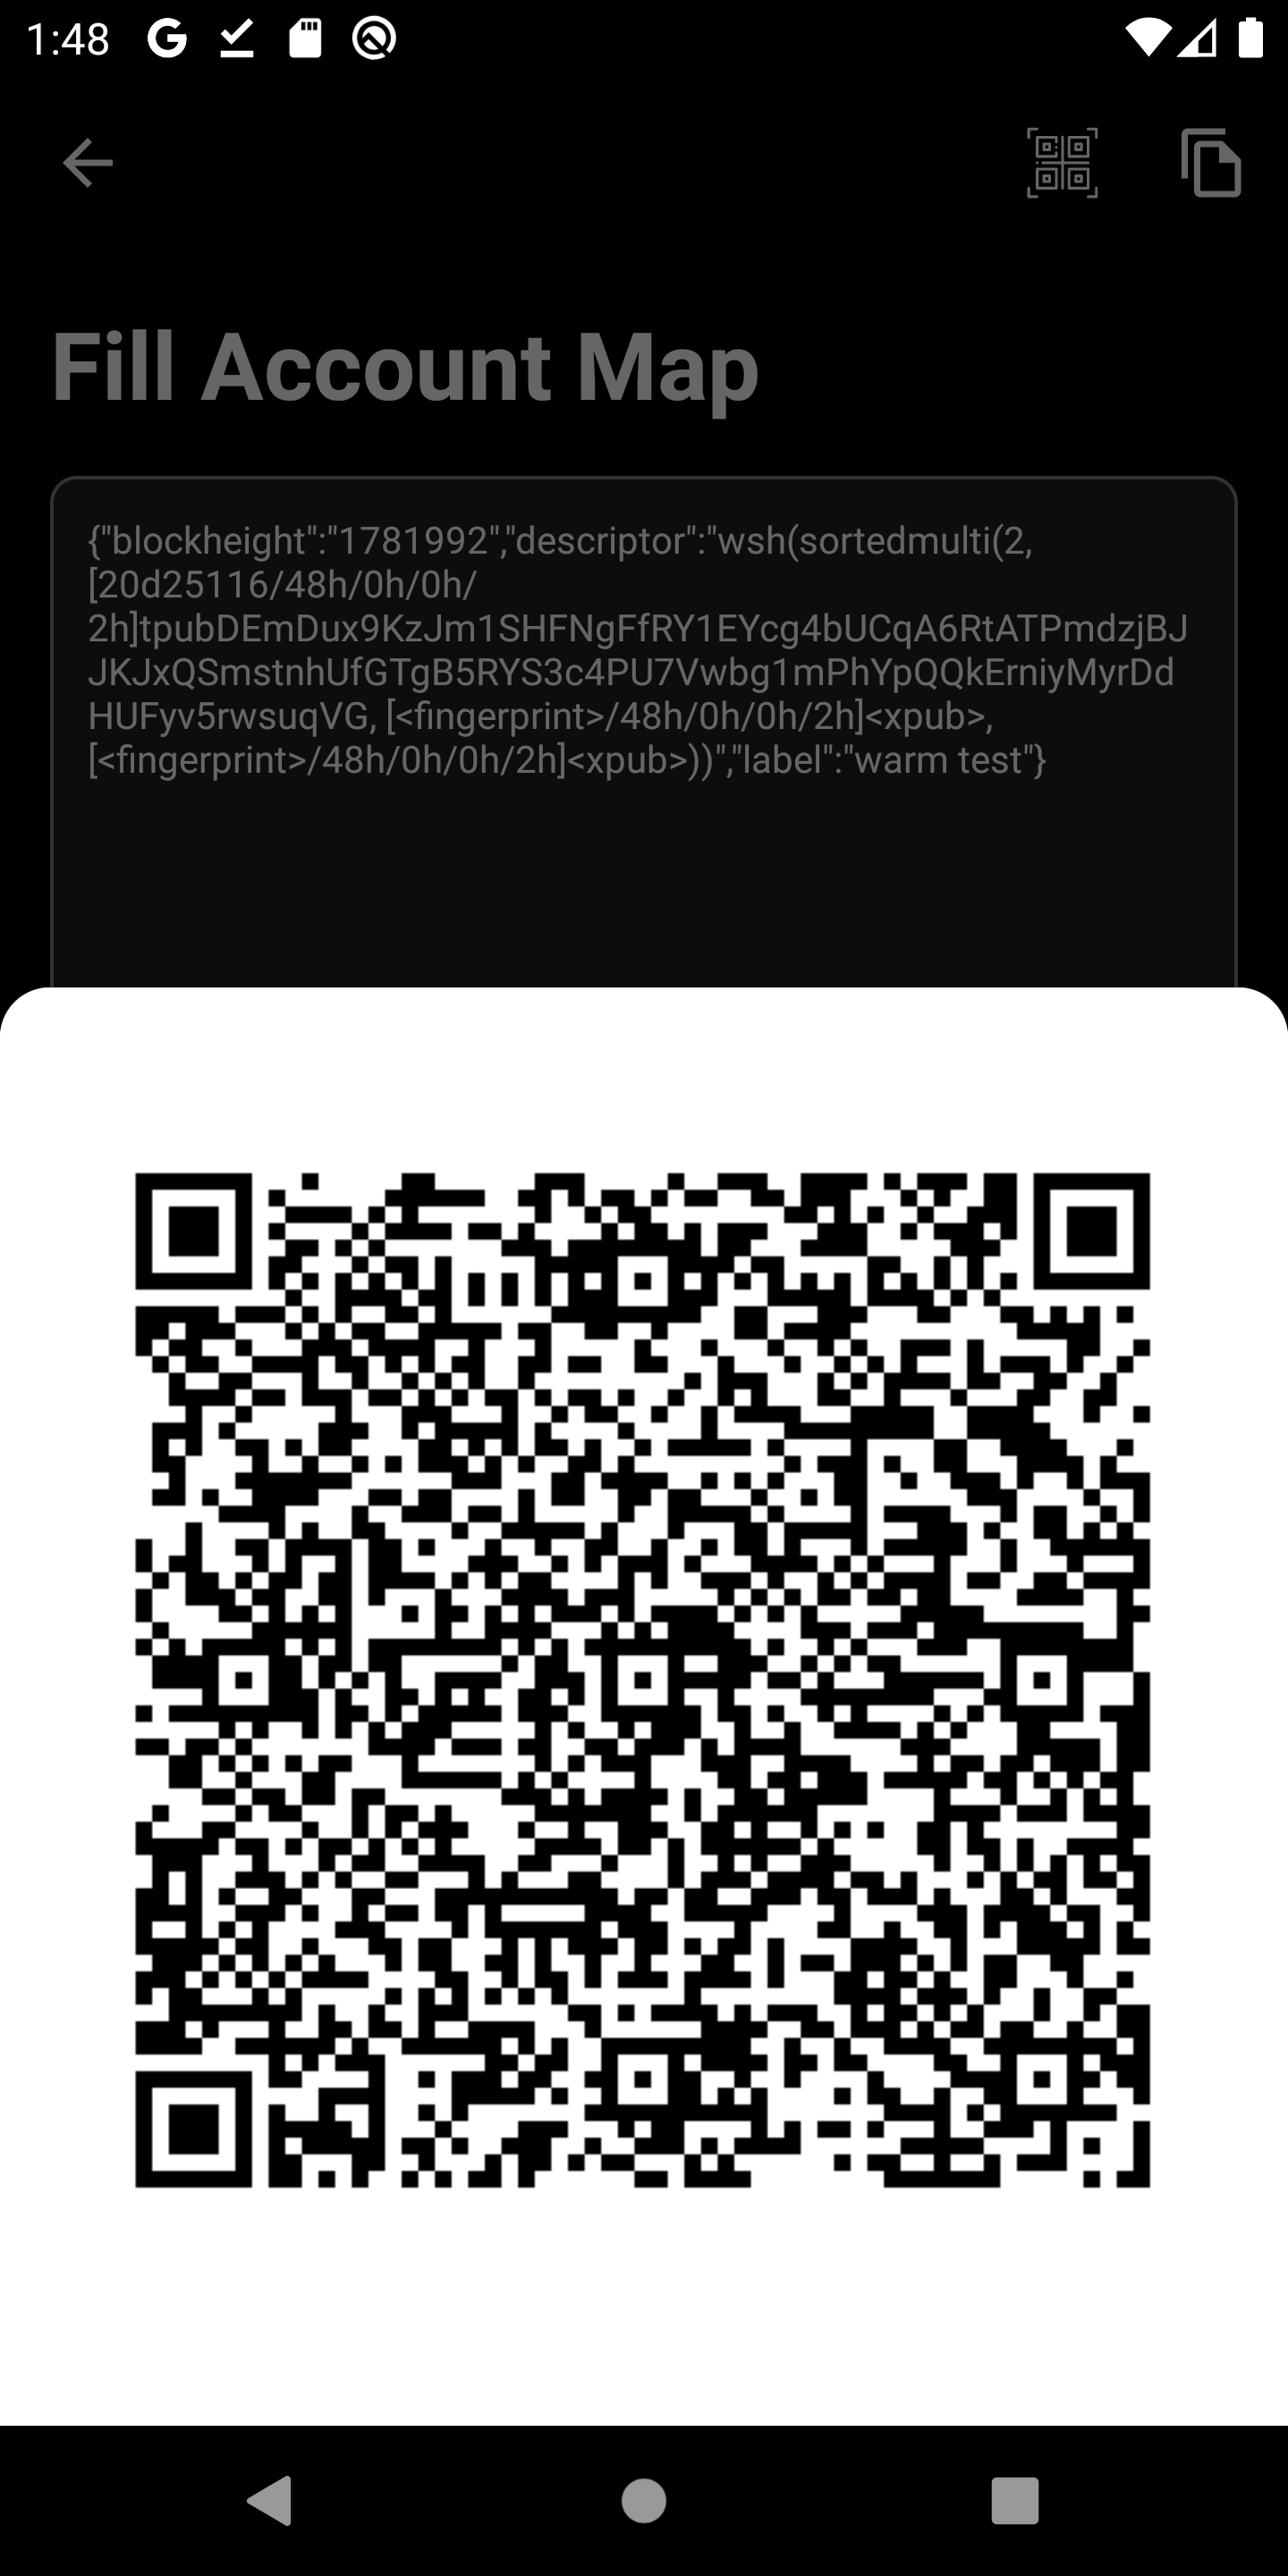 1:48
Fill Account Map
{"blockheight":"1781992","descriptor":"wsh(sortedmulti(2,
[20d25116/48h/0h/0h/
2h]tpubDEmDux9KzJm1SHFNgFfRY1EYcg4bUCqA6RtATPmdzjBJ
JKJxQSmstnhUfGTgB5RYS3c4PU7Vwbg1mPhYpQQkErniyMyrDd
HUFyv5rwsuqVG, [<fingerprint>/48h/0h/0h/2h]<xpub>,
[<fingerprint>/48h/0h/0h/2h]<xpub>))","label":"warm test"}